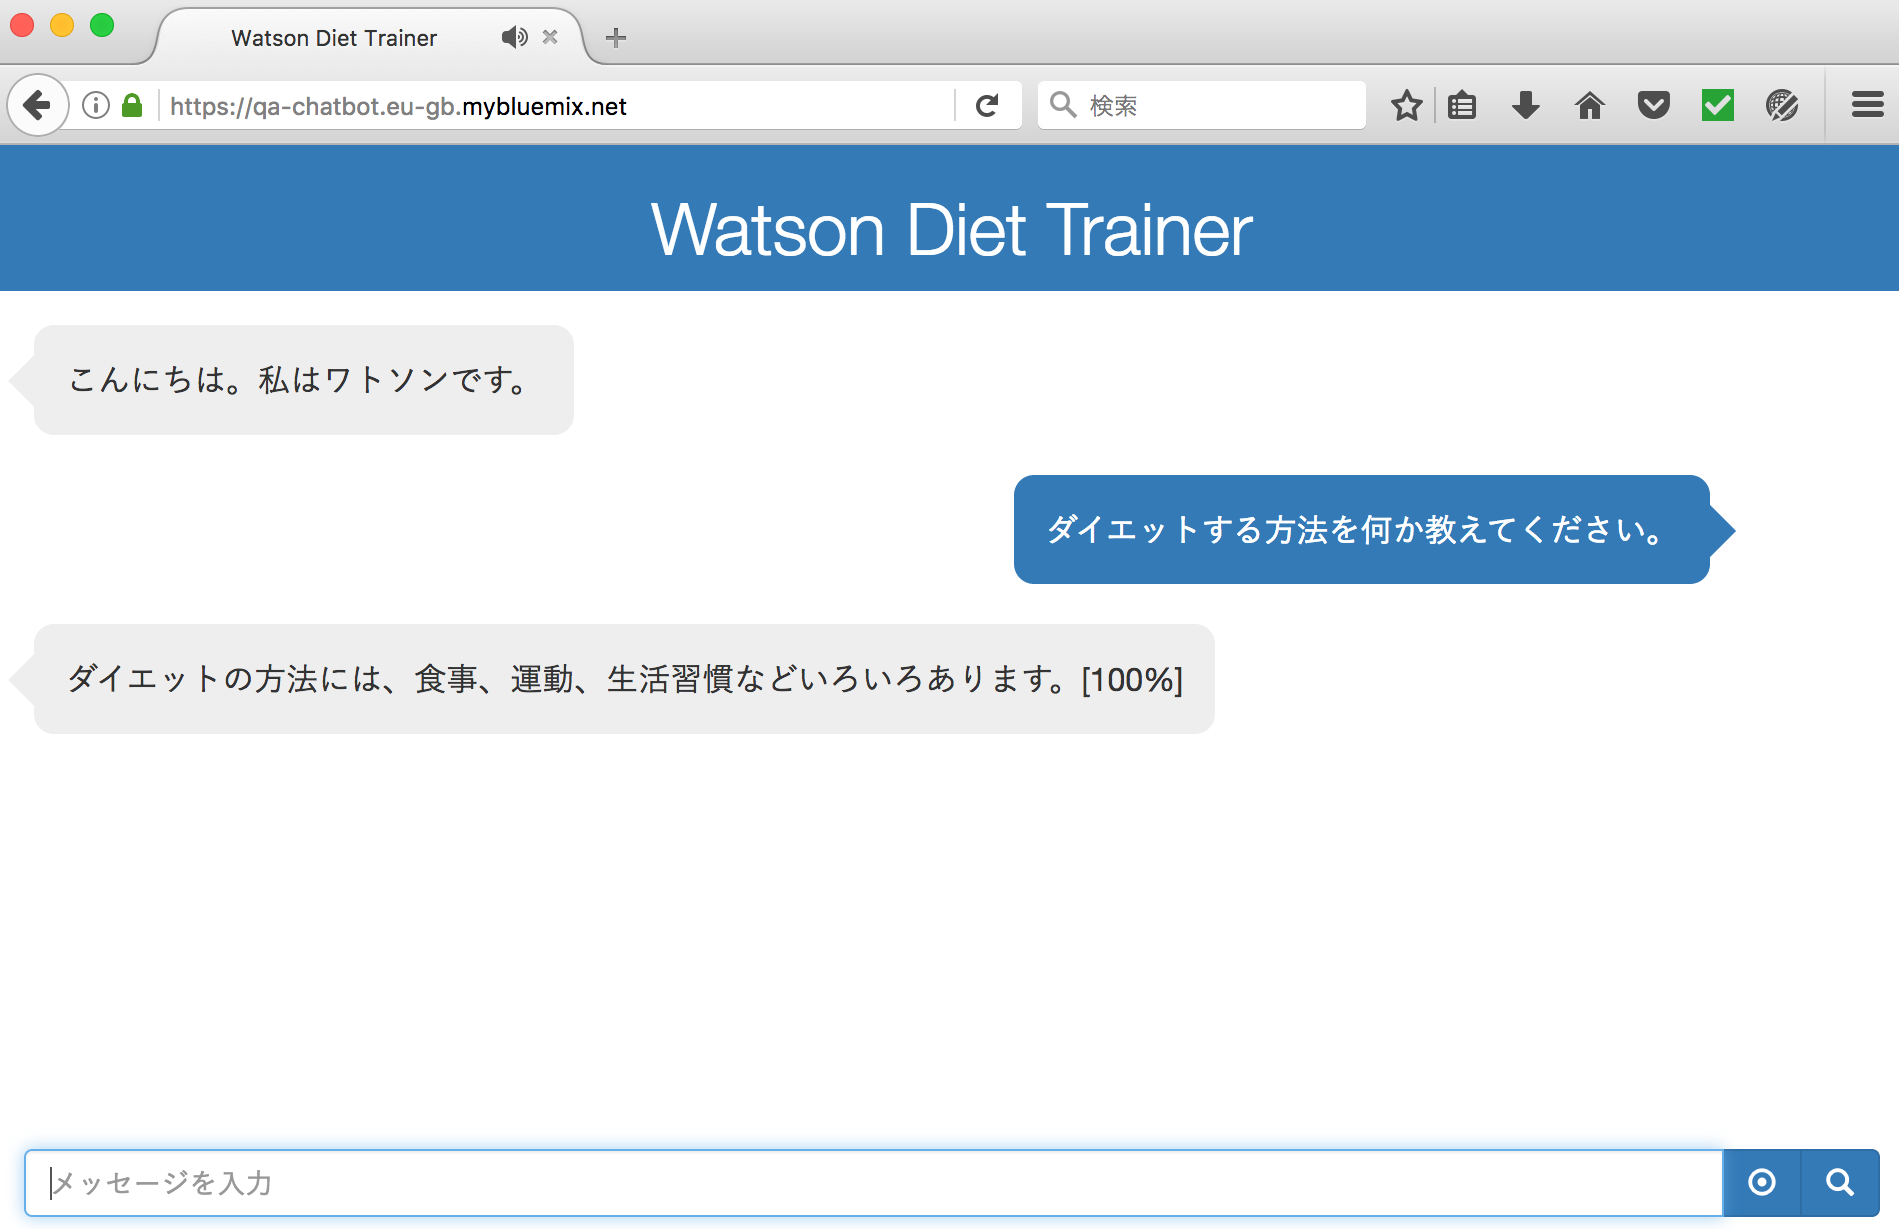 Watson Diet Trainer
https://qa-chatbot.eu-gb.mybluemix.net
検索
Watson Diet Trainer
こんにちは。私はワトソンです。
ダイエットする方法を何か教えてください。
ダイエットの方法には、食事、運動、生活習慣などいろいろあります。[100%]
メッセージを入力